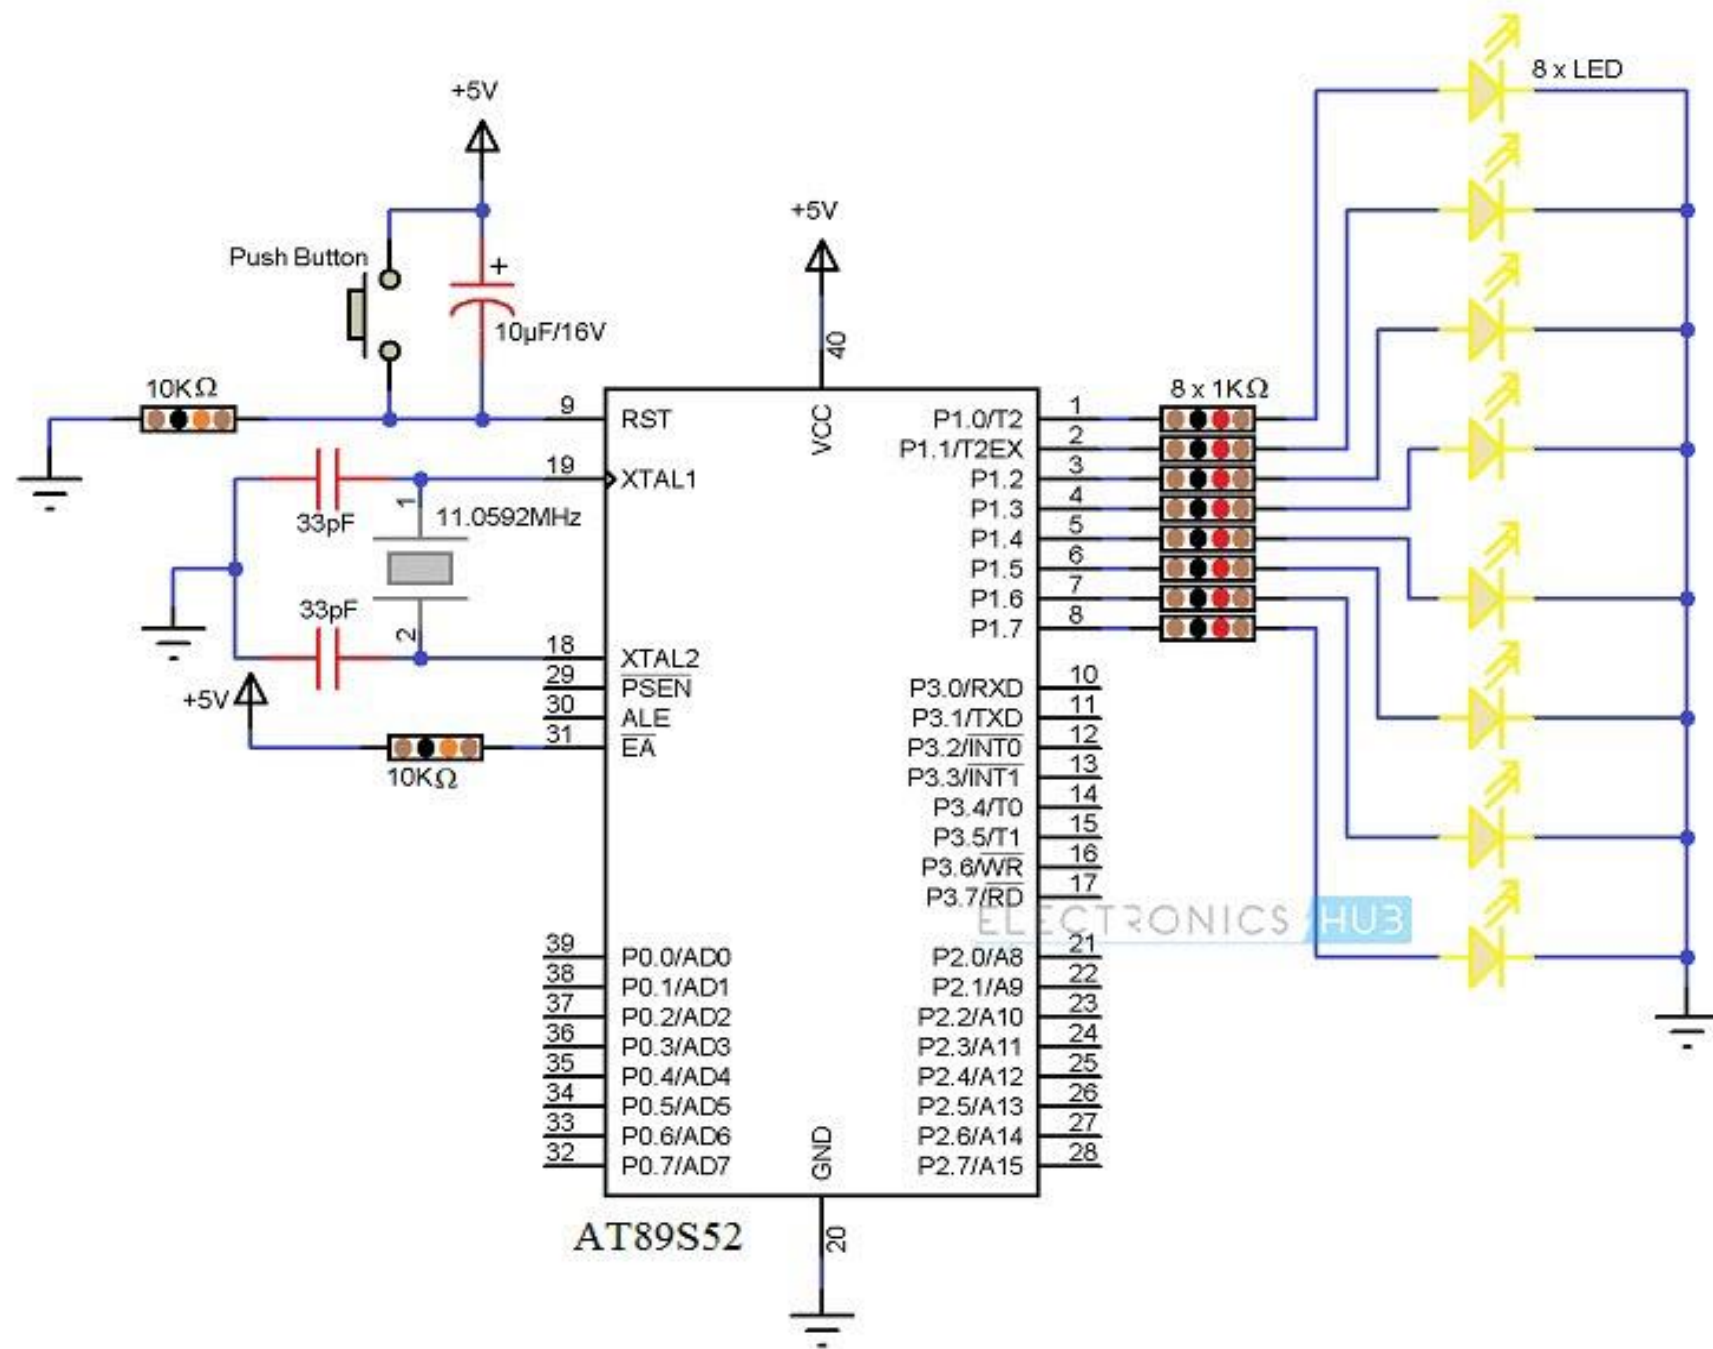 8 x LED
+5V
+5V
Push Button
+
10µF/16V
40
10KΩ
8 x 1KΩ
9 RST
VCC
P1.0/T2 1
P1.1/T2EX 2
19 XTAL1
P1.2 3
33pF
1
11.0592MHz
P1.3 4
P1.4 5
P1.5 6
33pF
2
P1.6 7
P1.7 8
18 XTAL2
29 PSEN
P3.0/RXD 10
+5V
30 ALE
P3.1/TXD 11
31 EA
P3.2/INT0 12
10KΩ
P3.3/INT1 13
P3.4/T0 14
P3.5/T1 15
P3.6/WR 16
P3.7/RD 17
ELECTRONICS HUB
39 P0.0/AD0
P2.0/A8 21
38 P0.1/AD1
P2.1/A9 22
37 P0.2/AD2
P2.2/A10 23
36 P0.3/AD3
P2.3/A11 24
35 P0.4/AD4
P2.4/A12 25
34 P0.5/AD5
P2.5/A13 26
33 P0.6/AD6
P2.6/A14 27
32 P0.7/AD7
P2.7/A15 28
GND
AT89S52
20